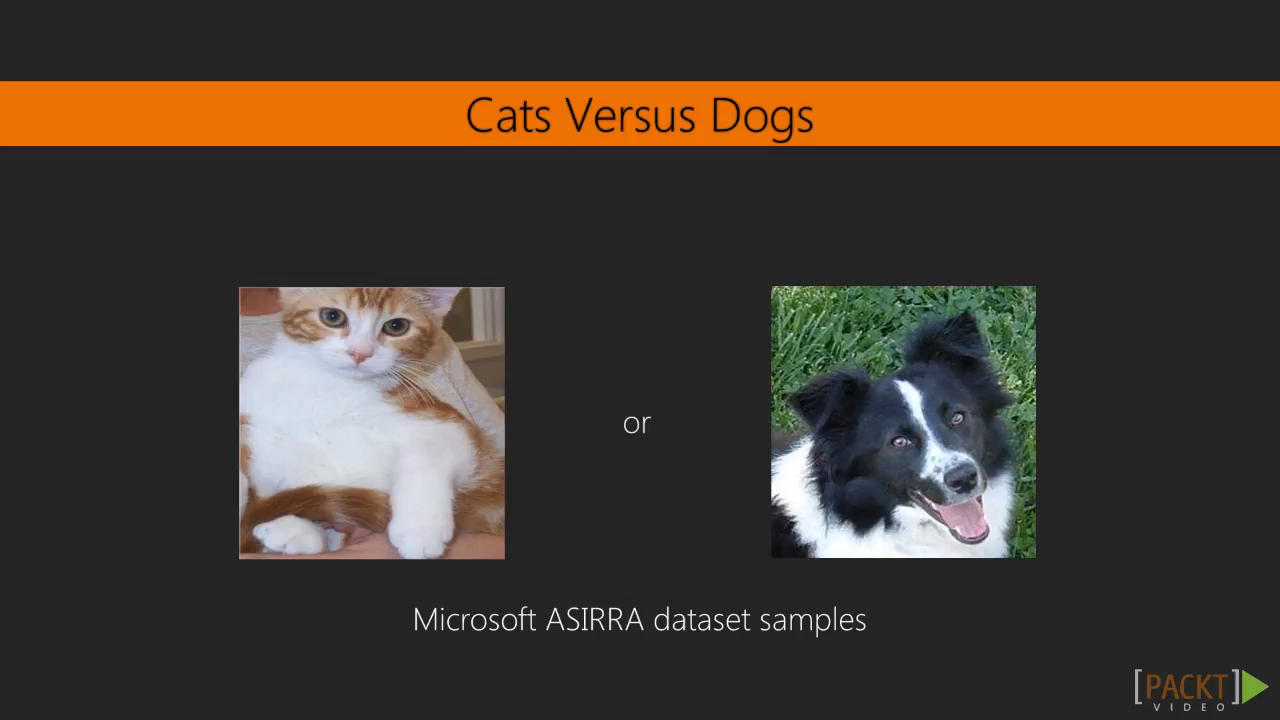 Cats Versus Dogs
or
Microsoft ASIRRA dataset samples
[PACKT]
VIDEO